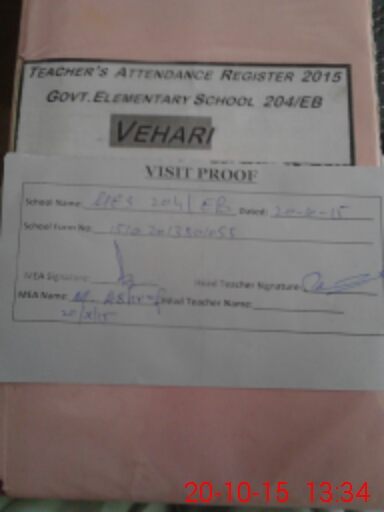 TEACHER'S ATTENDANCE REGISTER 2015
GOVT. ELEMENTARY SCHOOL 204/EB
VEHARI
VISIT PROOF
School Name: 204/EB Dated: 20-10-15
School Form No:
MEA Signature: Head Teacher Signature:
MEA Name: M. Head Teacher Name:
20/X/15
20-10-15 13:34